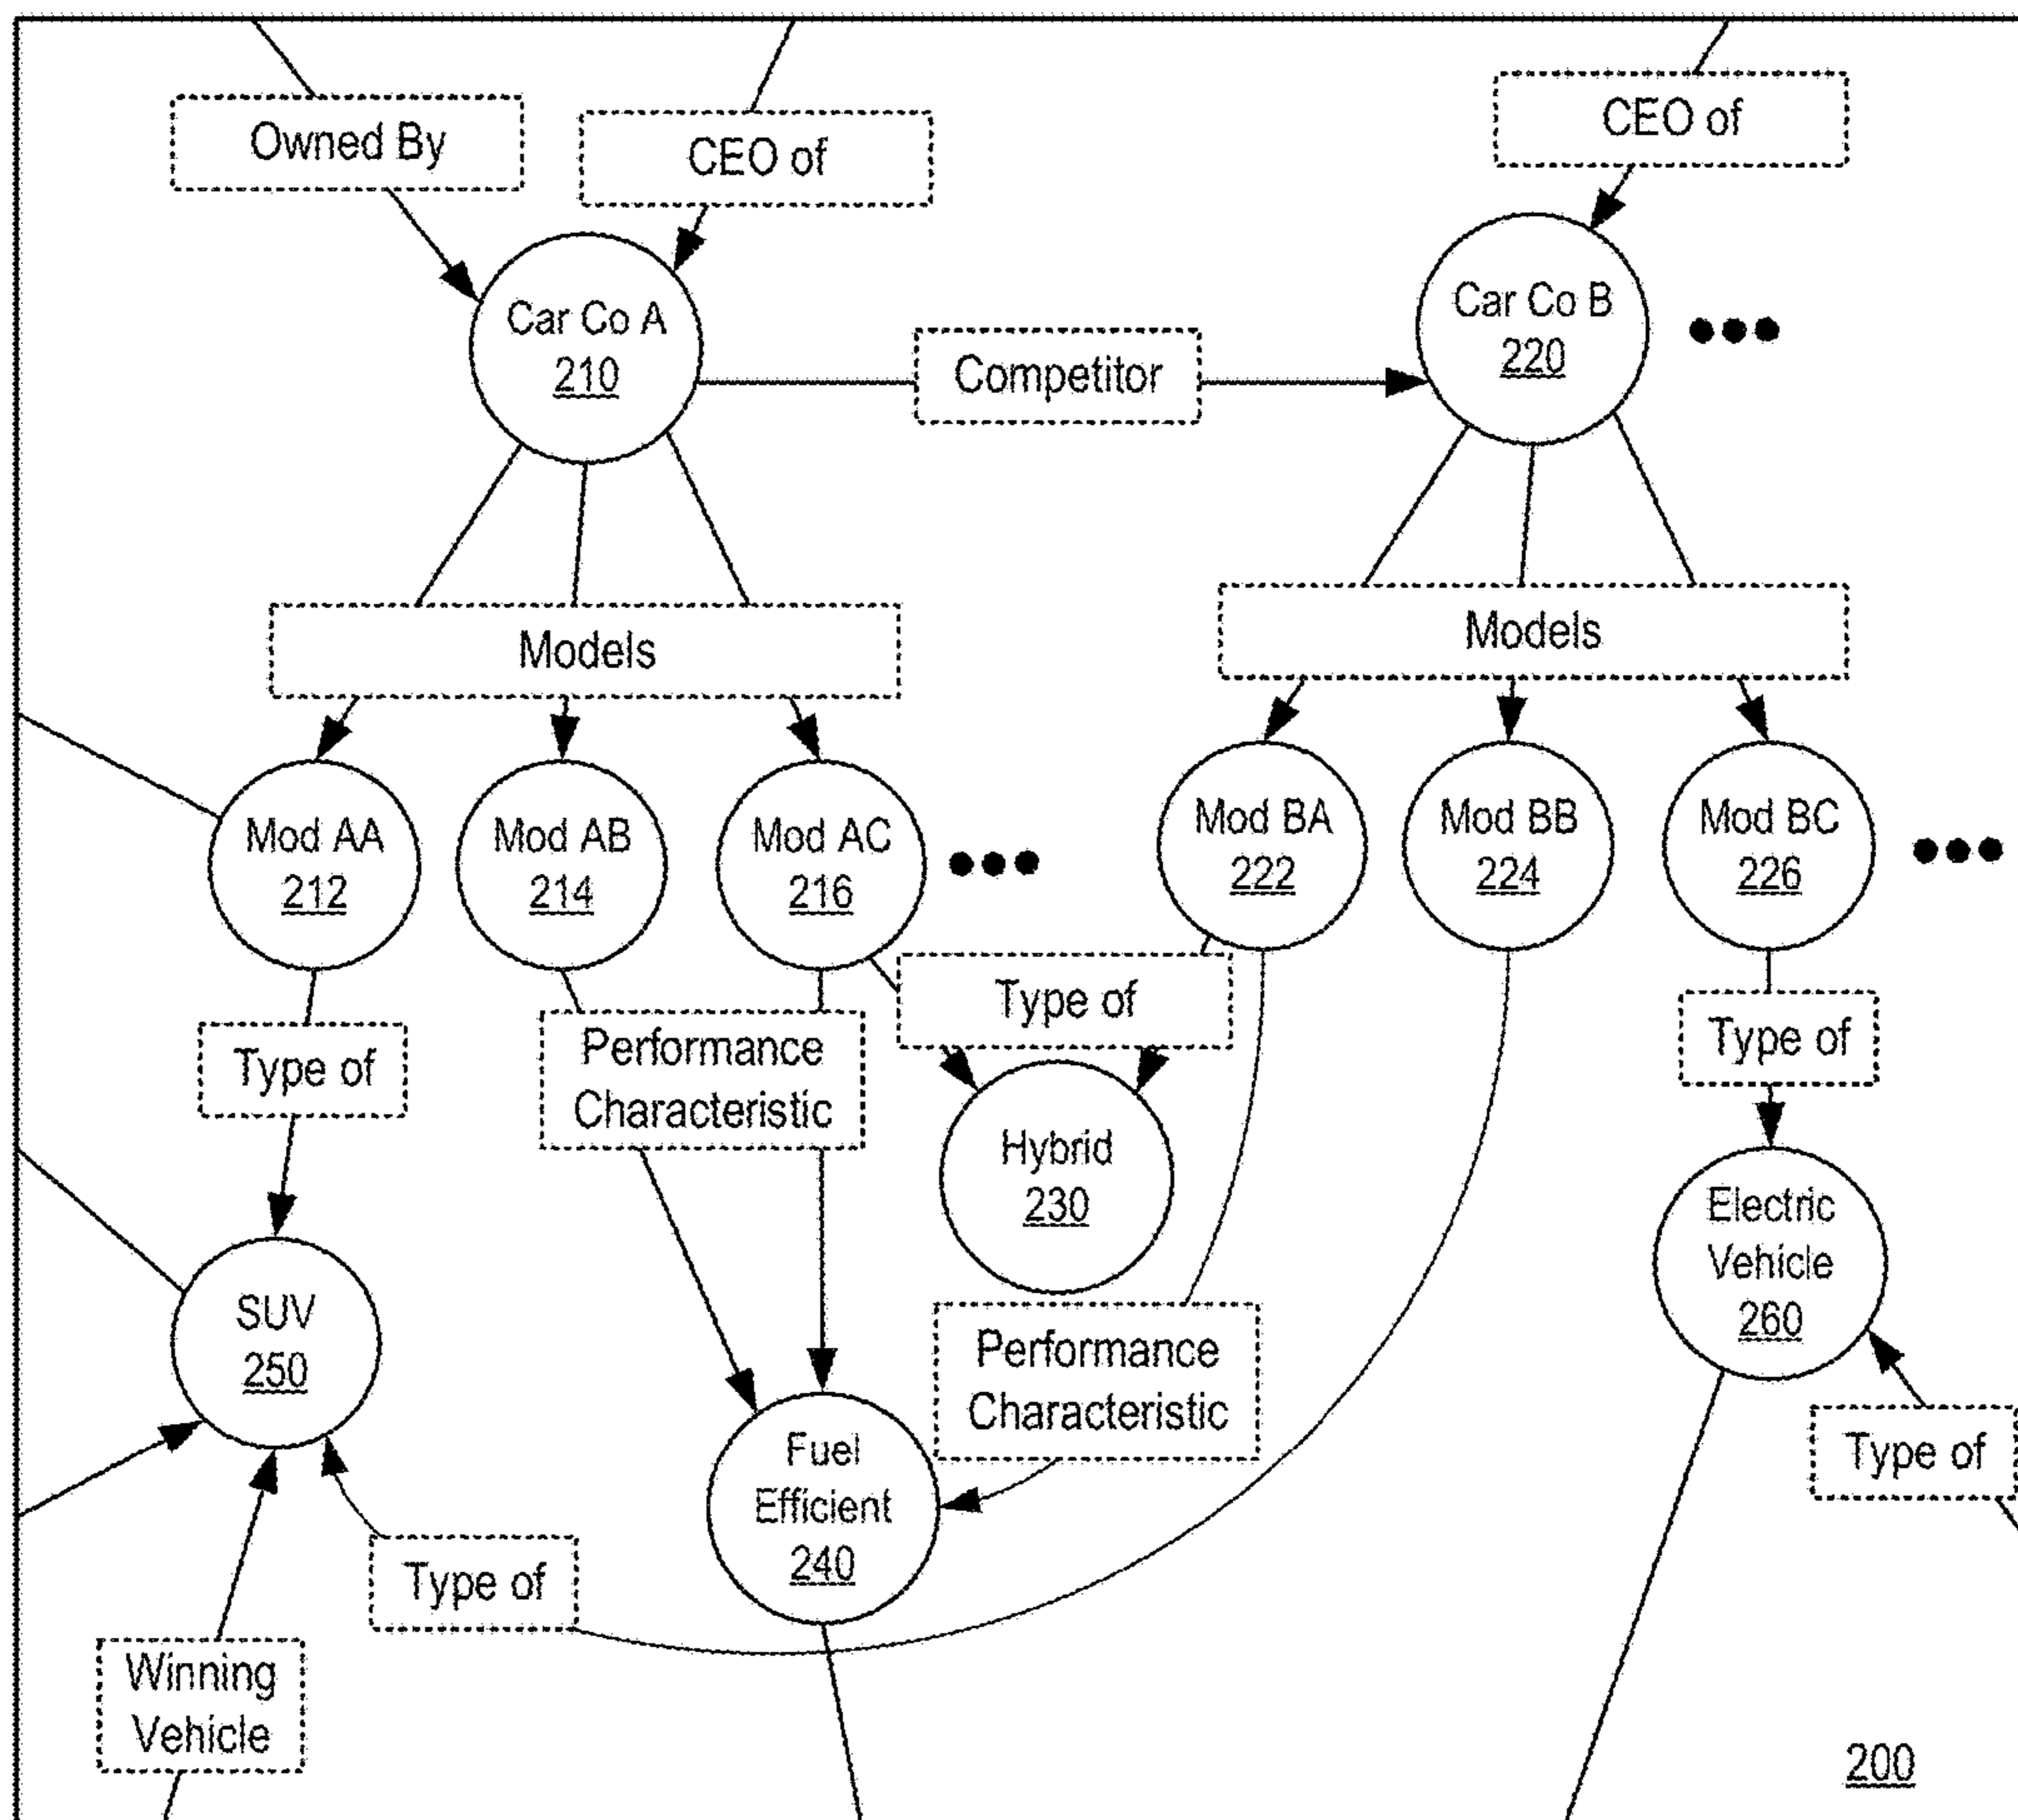 Owned By
CEO of
CEO of
Car Co A
210
Competitor
Car Co B
220
Models
Models
Mod AA
212
Mod AB
214
Mod AC
216
Mod BA
222
Mod BB
224
Mod BC
226
Type of
Performance
Characteristic
Type of
Type of
Hybrid
230
Electric
Vehicle
260
SUV
250
Performance
Characteristic
Fuel
Efficient
240
Type of
Type of
Winning
Vehicle
200